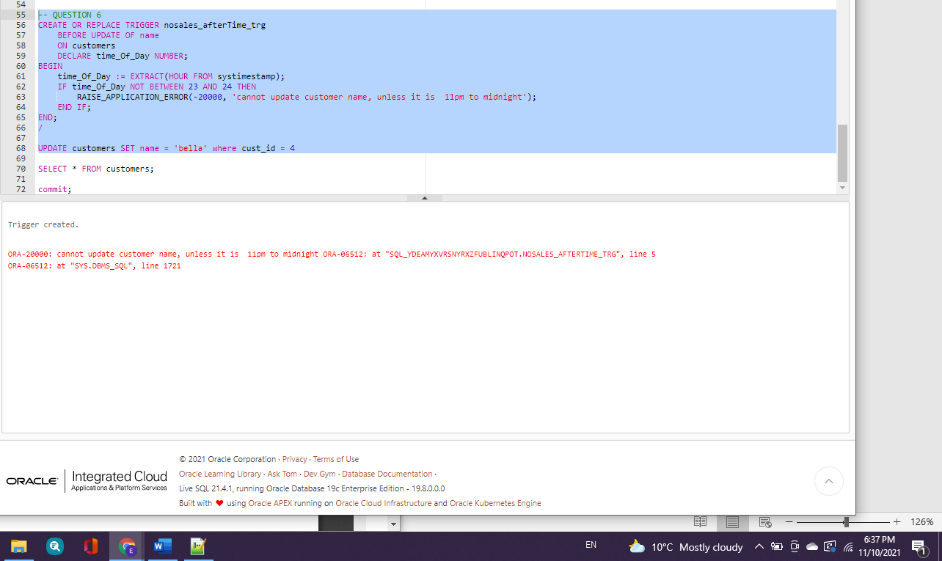 54
55 -- QUESTION 6
56 CREATE OR REPLACE TRIGGER nosales_afterTime_trg
57 BEFORE UPDATE OF name
58 ON customers
59 DECLARE time_Of_Day NUMBER;
60 BEGIN
61 time_Of_Day := EXTRACT(HOUR FROM systimestamp);
62 IF time_Of_Day NOT BETWEEN 23 AND 24 THEN
63 RAISE_APPLICATION_ERROR(-20000, 'cannot update customer name, unless it is  11pm to midnight');
64 END IF;
65 END;
66 /
67
68 UPDATE customers SET name = 'bella' where cust_id = 4
69
70 SELECT * FROM customers;
71
72 commit;
Trigger created.
ORA-20000: cannot update customer name, unless it is  11pm to midnight ORA-06512: at "SQL_YDEAMYXVRSNYRXZFUBLINQPOT.NOSALES_AFTERTIME_TRG", line 5
ORA-06512: at "SYS.DBMS_SQL", line 1721
ORACLE Integrated Cloud
Applications & Platform Services
© 2021 Oracle Corporation · Privacy · Terms of Use
Oracle Learning Library · Ask Tom · Dev Gym · Database Documentation ·
Live SQL 21.4.1, running Oracle Database 19c Enterprise Edition - 19.8.0.0.0
Built with ❤ using Oracle APEX running on Oracle Cloud Infrastructure and Oracle Kubernetes Engine
126%
EN
10°C Mostly cloudy
6:37 PM
11/10/2021
1